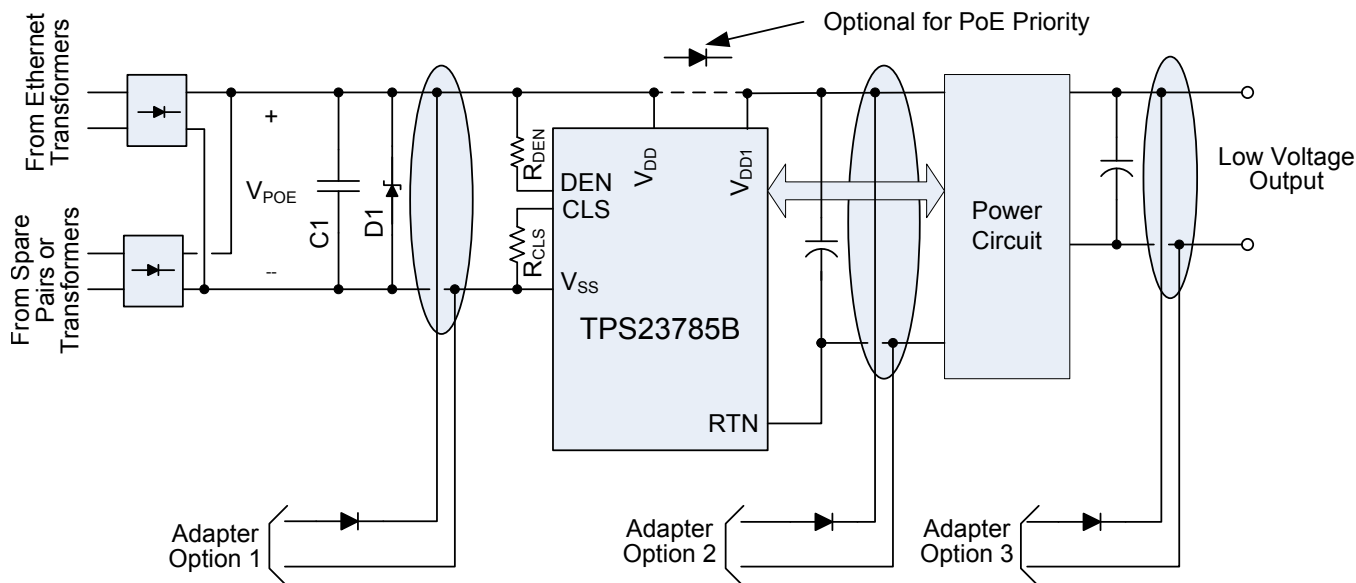 Optional for PoE Priority
From Ethernet
Transformers
+
VPOE
--
C1
D1
RDEN
RCLS
DEN
CLS
VSS
VDD
VDD1
TPS23785B
RTN
Power
Circuit
Low Voltage
Output
From Spare
Pairs or
Transformers
Adapter
Option 1
Adapter
Option 2
Adapter
Option 3